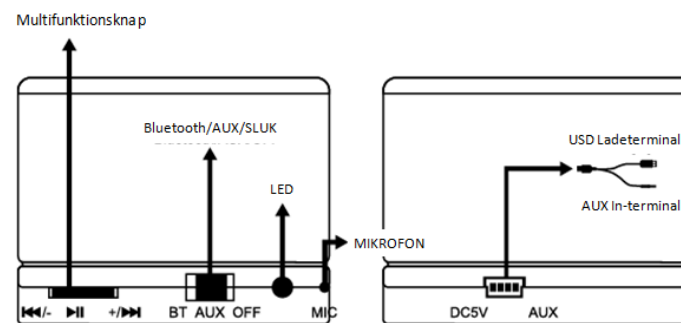 Multifunktionsknap
Bluetooth/AUX/SLUK
LED
MIKROFON
⏮/- ⏯ +/⏭ BT AUX OFF MIC
USD Ladeterminal
AUX In-terminal
DC5V AUX